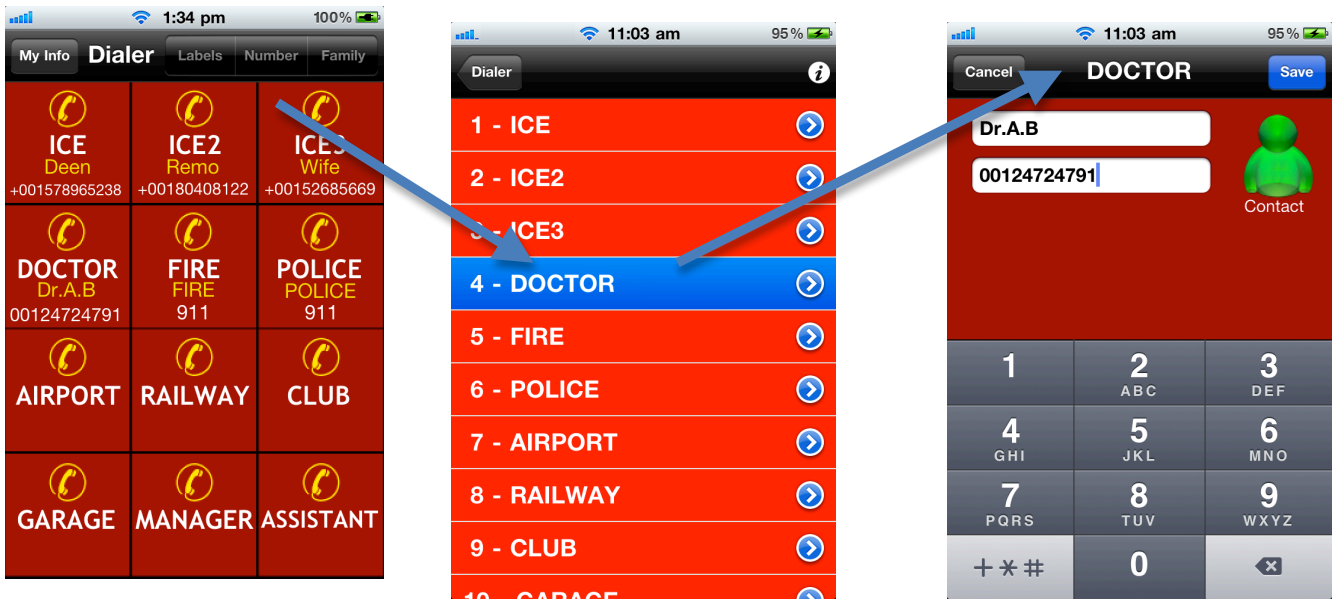 1:34 pm 100%
My Info Dialer Labels Number Family
ICE ICE2 ICE3
Deen Remo Wife
+001578965238 +00180408122 +00152685669
DOCTOR FIRE POLICE
Dr.A.B FIRE POLICE
00124724791 911 911
AIRPORT RAILWAY CLUB
GARAGE MANAGER ASSISTANT
11:03 am 95%
Dialer i
1 - ICE
2 - ICE2
3 - ICE3
4 - DOCTOR
5 - FIRE
6 - POLICE
7 - AIRPORT
8 - RAILWAY
9 - CLUB
10 - GARAGE
11:03 am 95%
Cancel DOCTOR Save
Dr.A.B
00124724791
Contact
1 2 3
ABC DEF
4 5 6
GHI JKL MNO
7 8 9
PQRS TUV WXYZ
+*# 0